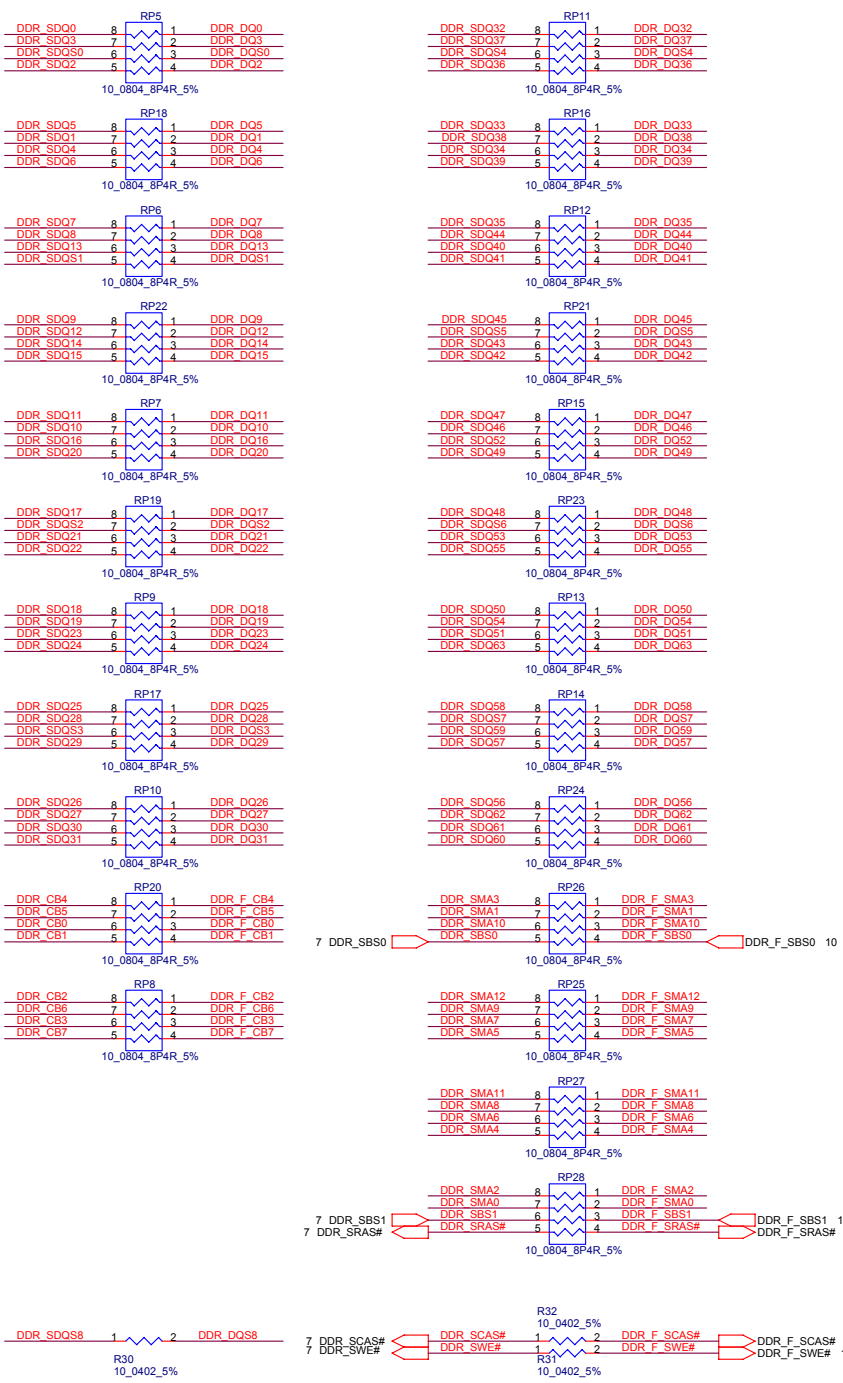 RP5
DDR_SDQ0 8 1 DDR_DQ0
DDR_SDQ3 7 2 DDR_DQ3
DDR_SDQS0 6 3 DDR_DQS0
DDR_SDQ2 5 4 DDR_DQ2
10_0804_8P4R_5%
RP18
DDR_SDQ5 8 1 DDR_DQ5
DDR_SDQ1 7 2 DDR_DQ1
DDR_SDQ4 6 3 DDR_DQ4
DDR_SDQ6 5 4 DDR_DQ6
10_0804_8P4R_5%
RP6
DDR_SDQ7 8 1 DDR_DQ7
DDR_SDQ8 7 2 DDR_DQ8
DDR_SDQ13 6 3 DDR_DQ13
DDR_SDQS1 5 4 DDR_DQS1
10_0804_8P4R_5%
RP22
DDR_SDQ9 8 1 DDR_DQ9
DDR_SDQ12 7 2 DDR_DQ12
DDR_SDQ14 6 3 DDR_DQ14
DDR_SDQ15 5 4 DDR_DQ15
10_0804_8P4R_5%
RP7
DDR_SDQ11 8 1 DDR_DQ11
DDR_SDQ10 7 2 DDR_DQ10
DDR_SDQ16 6 3 DDR_DQ16
DDR_SDQ20 5 4 DDR_DQ20
10_0804_8P4R_5%
RP19
DDR_SDQ17 8 1 DDR_DQ17
DDR_SDQS2 7 2 DDR_DQS2
DDR_SDQ21 6 3 DDR_DQ21
DDR_SDQ22 5 4 DDR_DQ22
10_0804_8P4R_5%
RP9
DDR_SDQ18 8 1 DDR_DQ18
DDR_SDQ19 7 2 DDR_DQ19
DDR_SDQ23 6 3 DDR_DQ23
DDR_SDQ24 5 4 DDR_DQ24
10_0804_8P4R_5%
RP17
DDR_SDQ25 8 1 DDR_DQ25
DDR_SDQ28 7 2 DDR_DQ28
DDR_SDQS3 6 3 DDR_DQS3
DDR_SDQ29 5 4 DDR_DQ29
10_0804_8P4R_5%
RP10
DDR_SDQ26 8 1 DDR_DQ26
DDR_SDQ27 7 2 DDR_DQ27
DDR_SDQ30 6 3 DDR_DQ30
DDR_SDQ31 5 4 DDR_DQ31
10_0804_8P4R_5%
RP20
DDR_CB4 8 1 DDR_F_CB4
DDR_CB5 7 2 DDR_F_CB5
DDR_CB0 6 3 DDR_F_CB0
DDR_CB1 5 4 DDR_F_CB1
10_0804_8P4R_5%
RP8
DDR_CB2 8 1 DDR_F_CB2
DDR_CB6 7 2 DDR_F_CB6
DDR_CB3 6 3 DDR_F_CB3
DDR_CB7 5 4 DDR_F_CB7
10_0804_8P4R_5%
DDR_SDQS8 1 2 DDR_DQS8
R30
10_0402_5%
RP11
DDR_SDQ32 8 1 DDR_DQ32
DDR_SDQ37 7 2 DDR_DQ37
DDR_SDQS4 6 3 DDR_DQS4
DDR_SDQ36 5 4 DDR_DQ36
10_0804_8P4R_5%
RP16
DDR_SDQ33 8 1 DDR_DQ33
DDR_SDQ38 7 2 DDR_DQ38
DDR_SDQ34 6 3 DDR_DQ34
DDR_SDQ39 5 4 DDR_DQ39
10_0804_8P4R_5%
RP12
DDR_SDQ35 8 1 DDR_DQ35
DDR_SDQ44 7 2 DDR_DQ44
DDR_SDQ40 6 3 DDR_DQ40
DDR_SDQ41 5 4 DDR_DQ41
10_0804_8P4R_5%
RP21
DDR_SDQ45 8 1 DDR_DQ45
DDR_SDQS5 7 2 DDR_DQS5
DDR_SDQ43 6 3 DDR_DQ43
DDR_SDQ42 5 4 DDR_DQ42
10_0804_8P4R_5%
RP15
DDR_SDQ47 8 1 DDR_DQ47
DDR_SDQ46 7 2 DDR_DQ46
DDR_SDQ52 6 3 DDR_DQ52
DDR_SDQ49 5 4 DDR_DQ49
10_0804_8P4R_5%
RP23
DDR_SDQ48 8 1 DDR_DQ48
DDR_SDQS6 7 2 DDR_DQS6
DDR_SDQ53 6 3 DDR_DQ53
DDR_SDQ55 5 4 DDR_DQ55
10_0804_8P4R_5%
RP13
DDR_SDQ50 8 1 DDR_DQ50
DDR_SDQ54 7 2 DDR_DQ54
DDR_SDQ51 6 3 DDR_DQ51
DDR_SDQ63 5 4 DDR_DQ63
10_0804_8P4R_5%
RP14
DDR_SDQ58 8 1 DDR_DQ58
DDR_SDQS7 7 2 DDR_DQS7
DDR_SDQ59 6 3 DDR_DQ59
DDR_SDQ57 5 4 DDR_DQ57
10_0804_8P4R_5%
RP24
DDR_SDQ56 8 1 DDR_DQ56
DDR_SDQ62 7 2 DDR_DQ62
DDR_SDQ61 6 3 DDR_DQ61
DDR_SDQ60 5 4 DDR_DQ60
10_0804_8P4R_5%
RP26
DDR_SMA3 8 1 DDR_F_SMA3
DDR_SMA1 7 2 DDR_F_SMA1
DDR_SMA10 6 3 DDR_F_SMA10
7 DDR_SBS0 DDR_SBS0 5 4 DDR_F_SBS0 DDR_F_SBS0 10
10_0804_8P4R_5%
RP25
DDR_SMA12 8 1 DDR_F_SMA12
DDR_SMA9 7 2 DDR_F_SMA9
DDR_SMA7 6 3 DDR_F_SMA7
DDR_SMA5 5 4 DDR_F_SMA5
10_0804_8P4R_5%
RP27
DDR_SMA11 8 1 DDR_F_SMA11
DDR_SMA8 7 2 DDR_F_SMA8
DDR_SMA6 6 3 DDR_F_SMA6
DDR_SMA4 5 4 DDR_F_SMA4
10_0804_8P4R_5%
RP28
DDR_SMA2 8 1 DDR_F_SMA2
DDR_SMA0 7 2 DDR_F_SMA0
7 DDR_SBS1 DDR_SBS1 6 3 DDR_F_SBS1 DDR_F_SBS1 1
7 DDR_SRAS# DDR_SRAS# 5 4 DDR_F_SRAS# DDR_F_SRAS#
10_0804_8P4R_5%
R32
10_0402_5%
7 DDR_SCAS# DDR_SCAS# 1 2 DDR_F_SCAS# DDR_F_SCAS#
7 DDR_SWE# DDR_SWE# 1 2 DDR_F_SWE# DDR_F_SWE#
R31
10_0402_5%